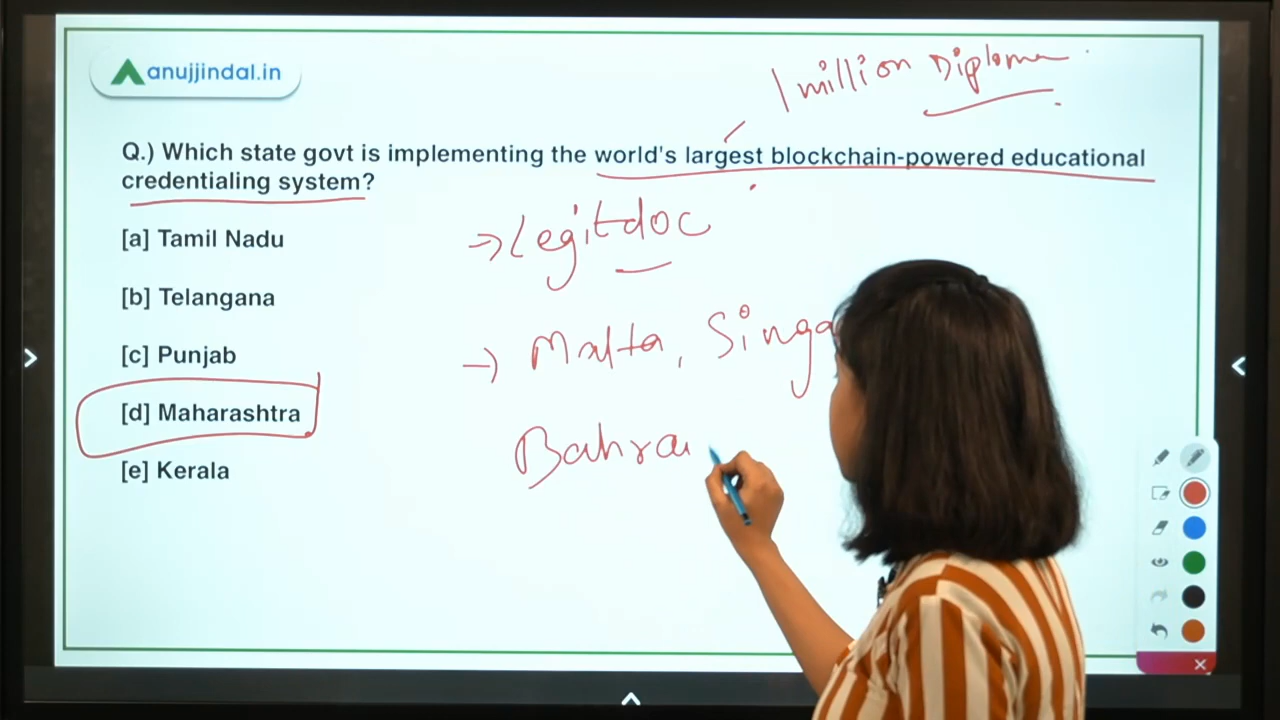 anujjindal.in
1 million Diploma
Q.) Which state govt is implementing the world's largest blockchain-powered educational
credentialing system?
[a] Tamil Nadu
→ Legitdoc
[b] Telangana
[c] Punjab
→ Malta, Singa
[d] Maharashtra
Bahra
[e] Kerala